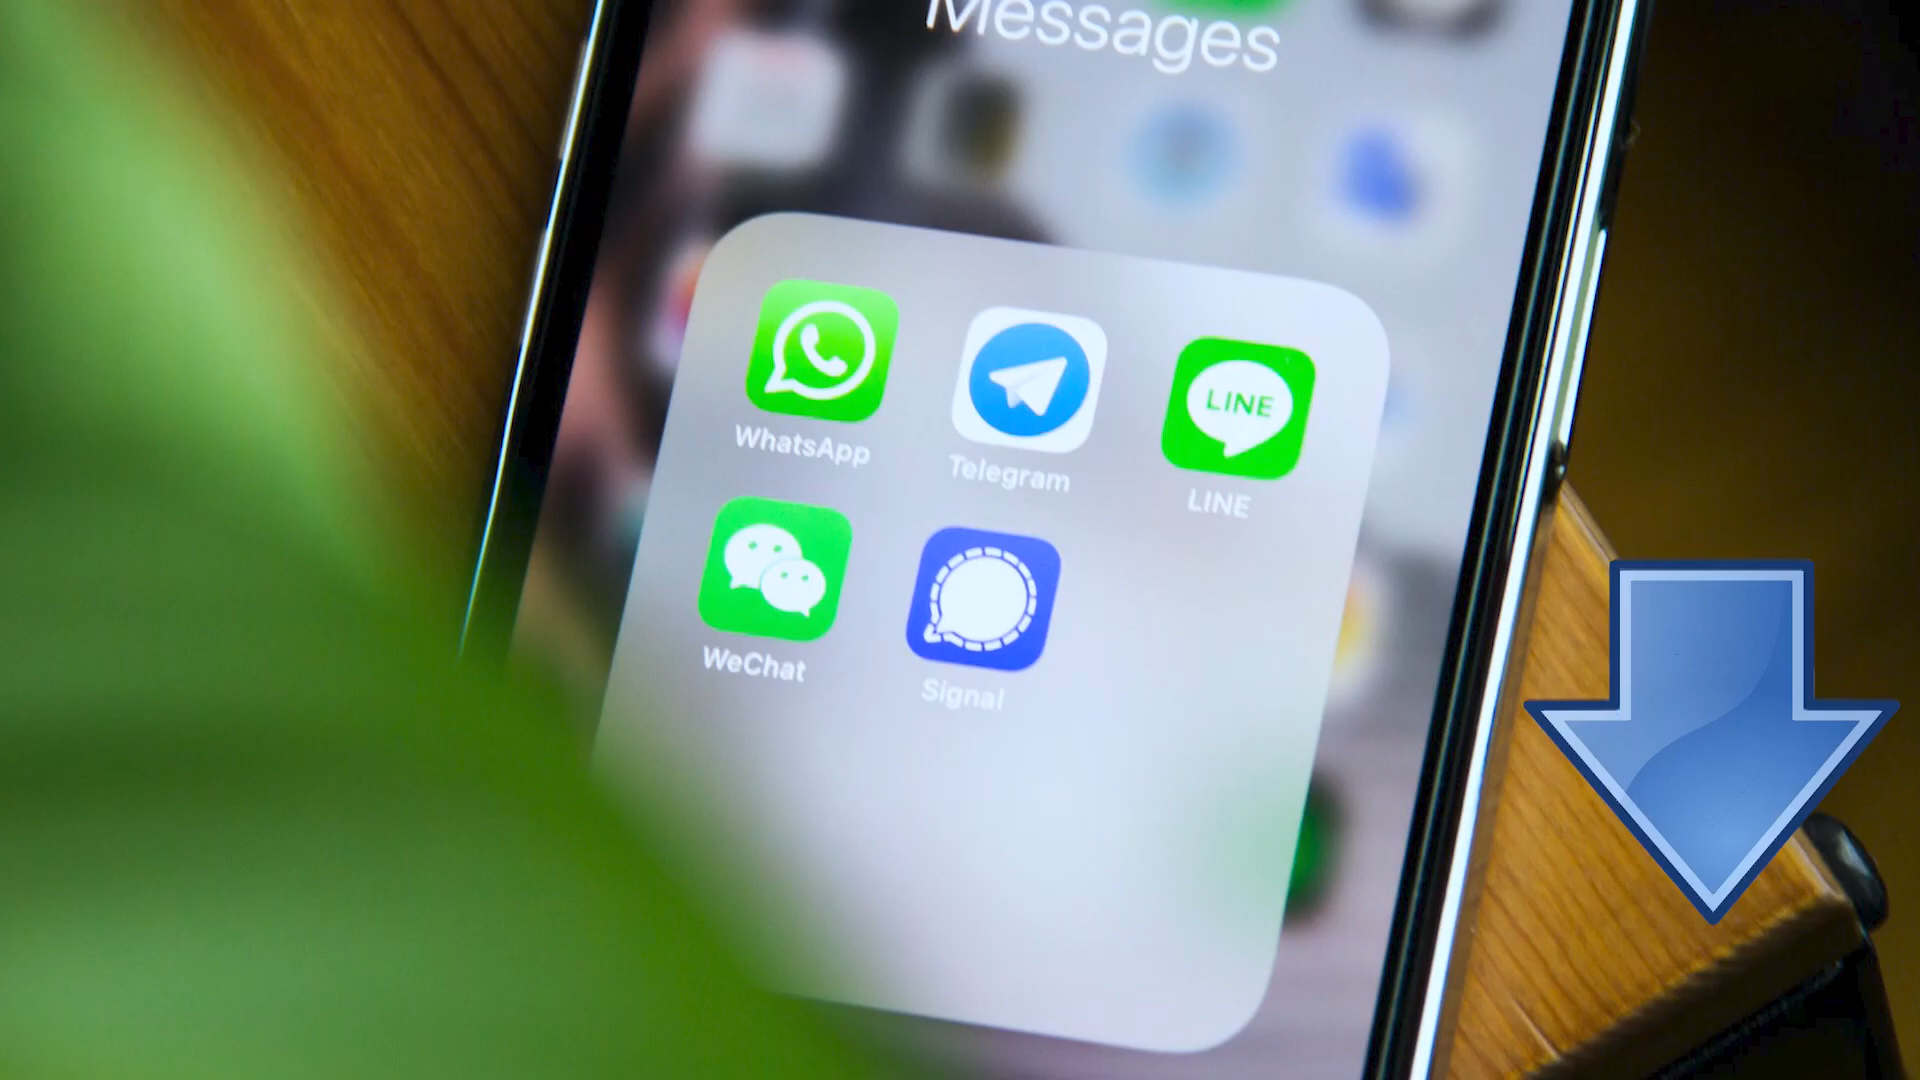 Messages
WhatsApp
Telegram
LINE
LINE
WeChat
Signal